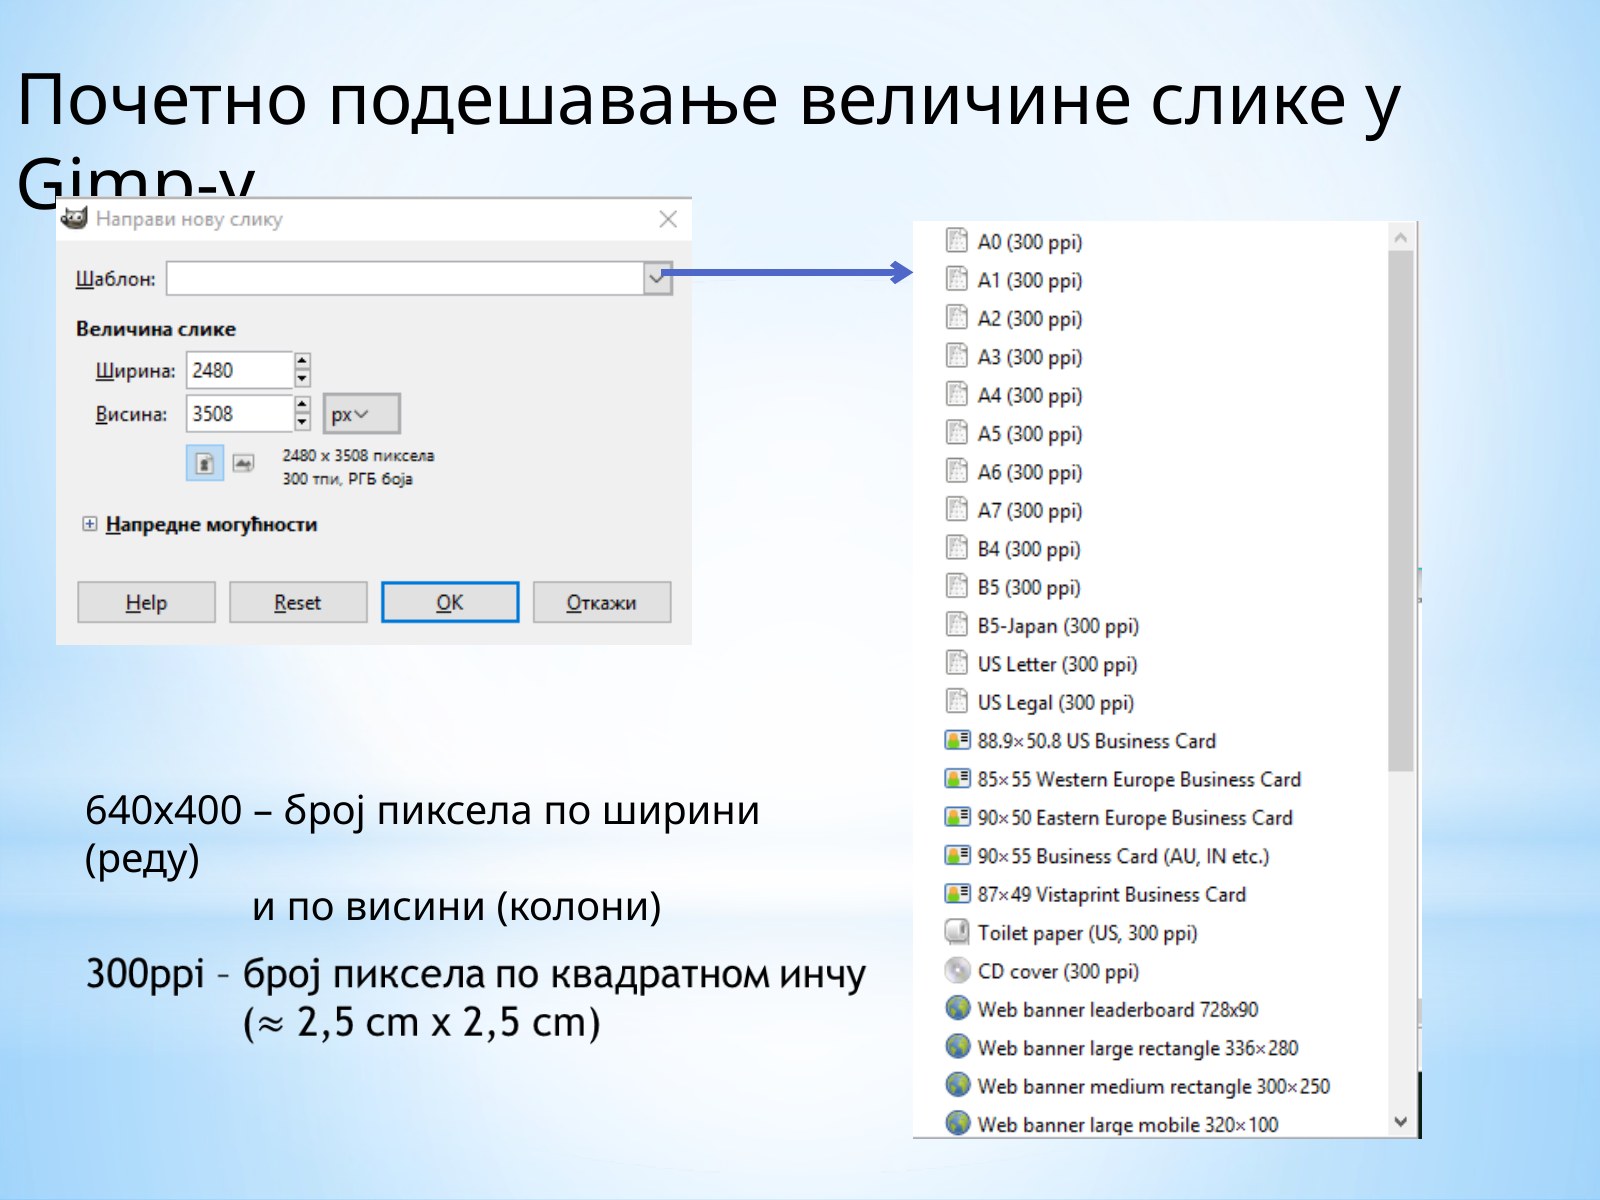 Почетно подешавање величине слике у
Gimp-у
Направи нову слику
Шаблон:
Величина слике
Ширина: 2480
Висина: 3508 px
2480 x 3508 пиксела
300 тпи, РГБ боја
Напредне могућности
Help Reset OK Откажи
640x400 – број пиксела по ширини
(реду)
и по висини (колони)
300ppi – број пиксела по квадратном инчу
(≈ 2,5 cm x 2,5 cm)
A0 (300 ppi)
A1 (300 ppi)
A2 (300 ppi)
A3 (300 ppi)
A4 (300 ppi)
A5 (300 ppi)
A6 (300 ppi)
A7 (300 ppi)
B4 (300 ppi)
B5 (300 ppi)
B5-Japan (300 ppi)
US Letter (300 ppi)
US Legal (300 ppi)
88.9×50.8 US Business Card
85×55 Western Europe Business Card
90×50 Eastern Europe Business Card
90×55 Business Card (AU, IN etc.)
87×49 Vistaprint Business Card
Toilet paper (US, 300 ppi)
CD cover (300 ppi)
Web banner leaderboard 728x90
Web banner large rectangle 336×280
Web banner medium rectangle 300×250
Web banner large mobile 320×100